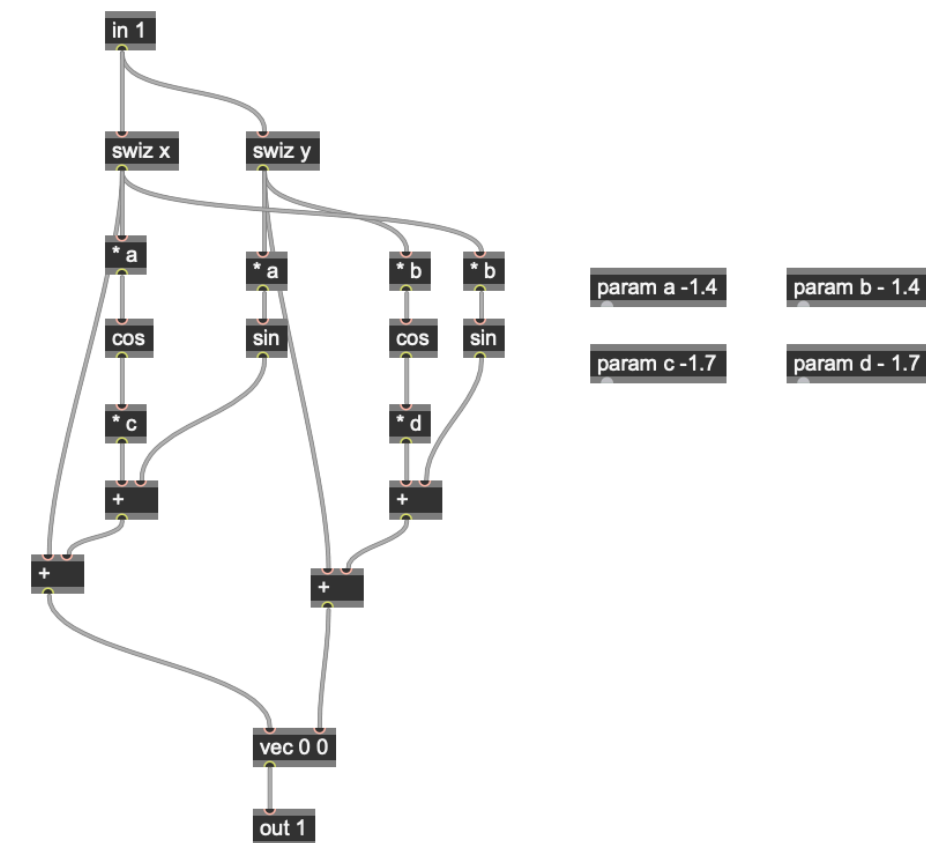 in 1
swiz x
swiz y
* a
* a
* b
* b
cos
sin
cos
sin
* c
* d
+
+
+
+
vec 0 0
out 1
param a -1.4
param b - 1.4
param c -1.7
param d - 1.7